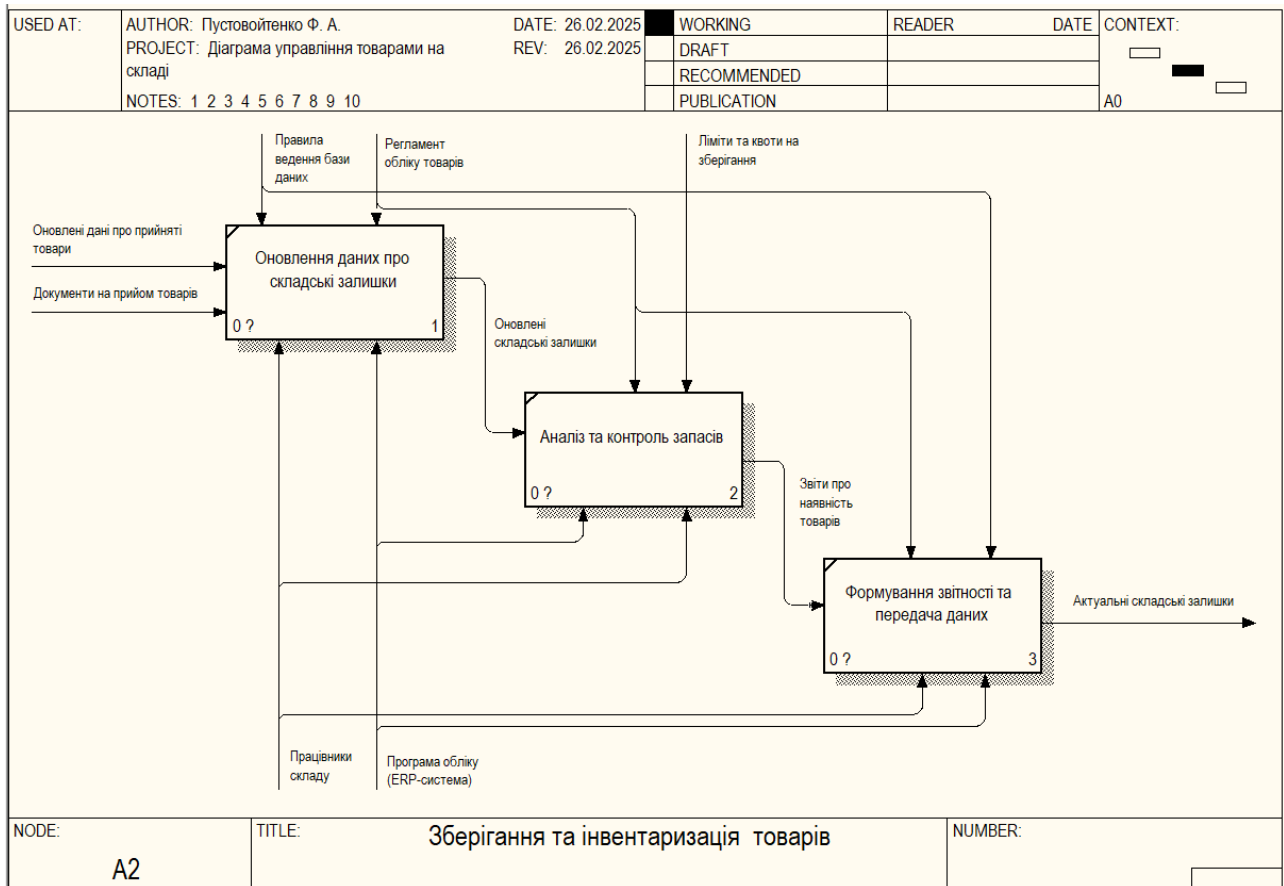 USED AT:
AUTHOR: Пустовойтенко Ф. А.
DATE: 26.02.2025
PROJECT: Діаграма управління товарами на
складі
REV: 26.02.2025
NOTES: 1 2 3 4 5 6 7 8 9 10
WORKING
DRAFT
RECOMMENDED
PUBLICATION
READER DATE
CONTEXT:
A0
Правила
ведення бази
даних
Регламент
обліку товарів
Ліміти та квоти на
зберігання
Оновлені дані про прийняті
товари
Документи на прийом товарів
Оновлення даних про
складські залишки
0 ? 1
Оновлені
складські залишки
Аналіз та контроль запасів
0 ? 2
Звіти про
наявність
товарів
Формування звітності та
передача даних
0 ? 3
Актуальні складські залишки
Працівники
складу
Програма обліку
(ERP-система)
NODE:
A2
TITLE:
Зберігання та інвентаризація товарів
NUMBER: